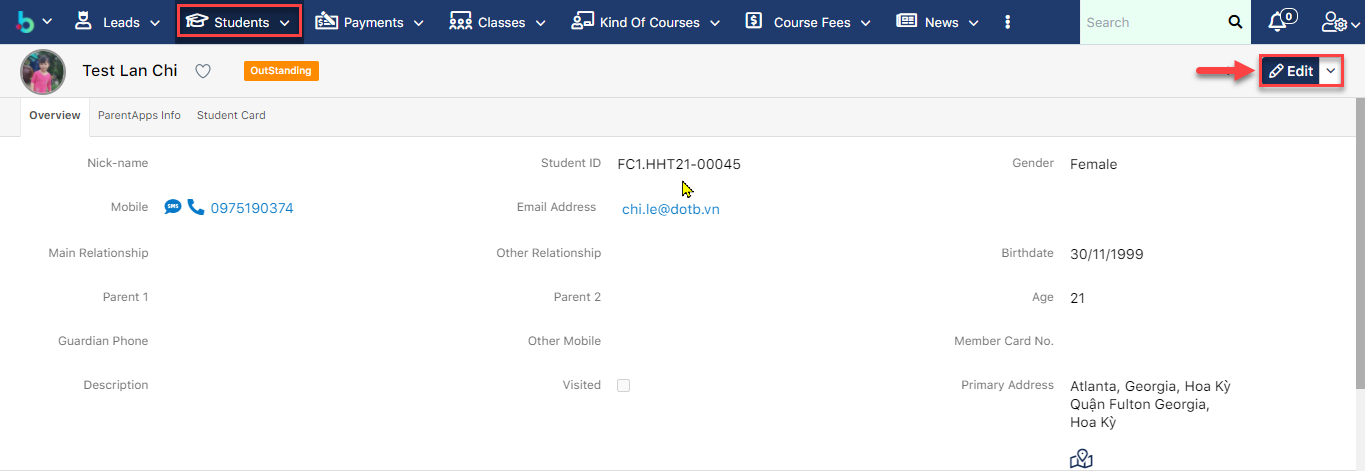 Leads Students Payments Classes Kind Of Courses Course Fees News Search 0
Test Lan Chi OutStanding Edit
Overview ParentApps Info Student Card
Nick-name Student ID FC1.HHT21-00045 Gender Female
Mobile SMS 0975190374 Email Address chi.le@dotb.vn
Main Relationship Other Relationship Birthdate 30/11/1999
Parent 1 Parent 2 Age 21
Guardian Phone Other Mobile Member Card No.
Description Visited Primary Address Atlanta, Georgia, Hoa Kỳ
Quận Fulton Georgia,
Hoa Kỳ